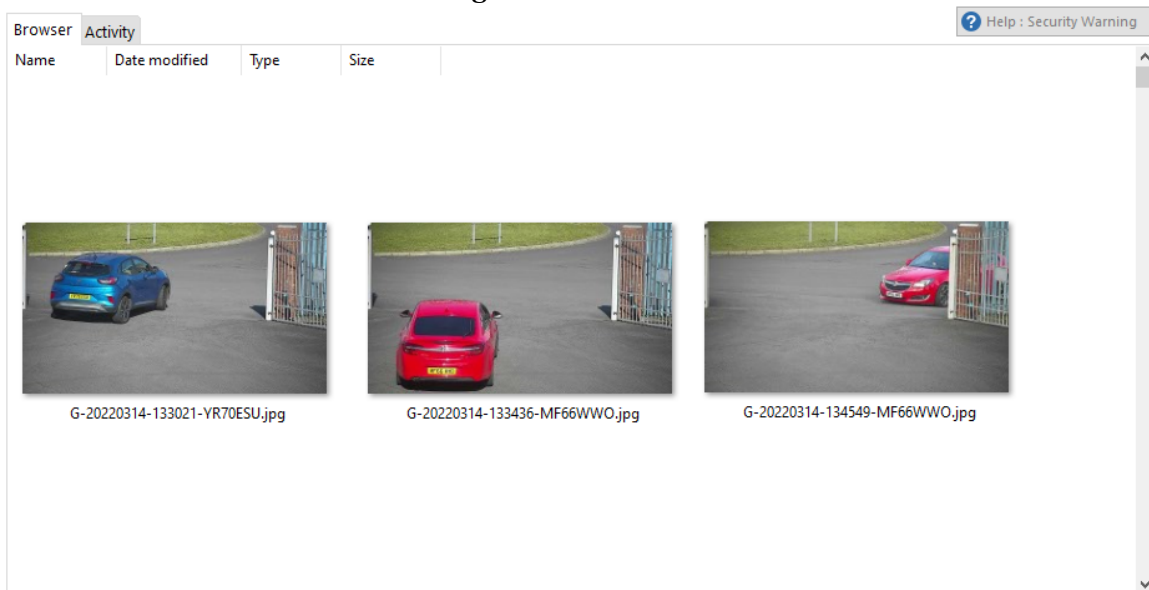 Browser Activity
Help : Security Warning
Name Date modified Type Size
G-20220314-133021-YR70ESU.jpg
G-20220314-133436-MF66WWO.jpg
G-20220314-134549-MF66WWO.jpg